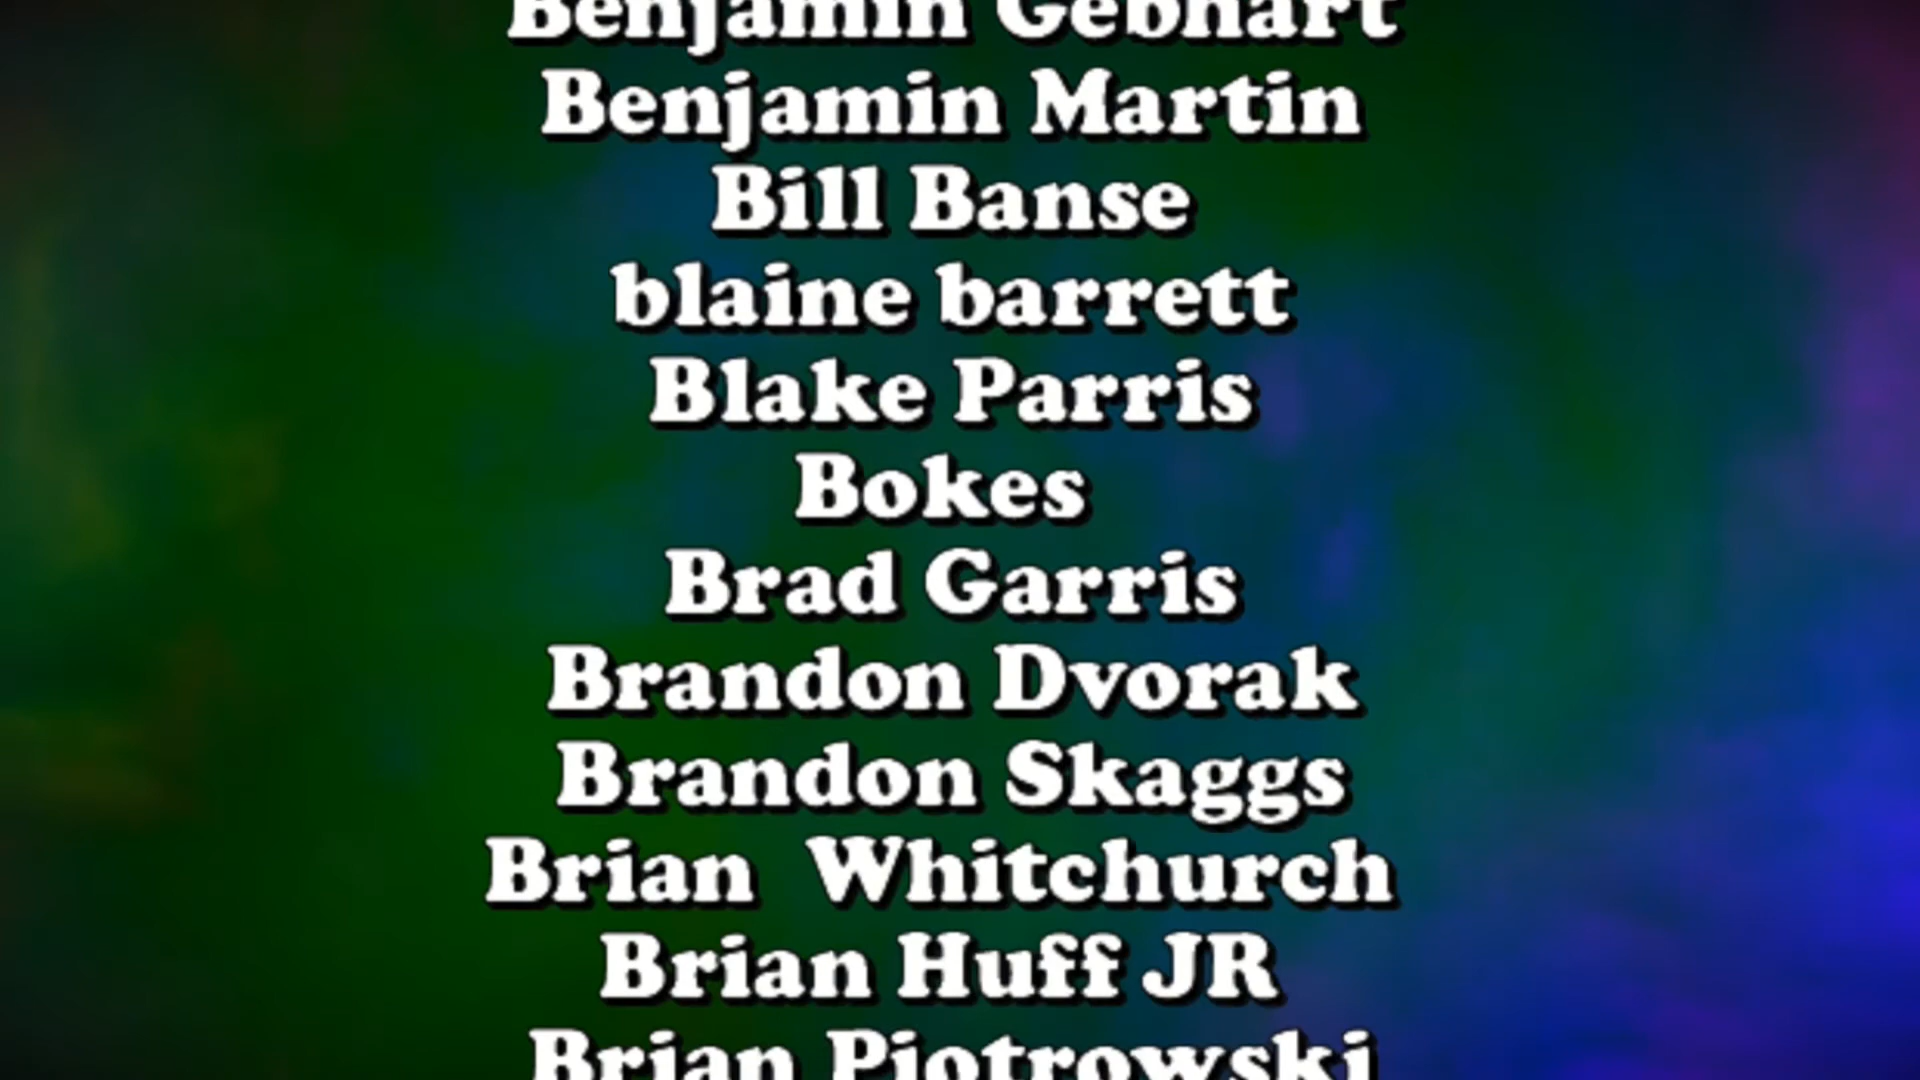 Benjamin Gebhart
Benjamin Martin
Bill Banse
blaine barrett
Blake Parris
Bokes
Brad Garris
Brandon Dvorak
Brandon Skaggs
Brian  Whitchurch
Brian Huff JR
Brian Piotrowski